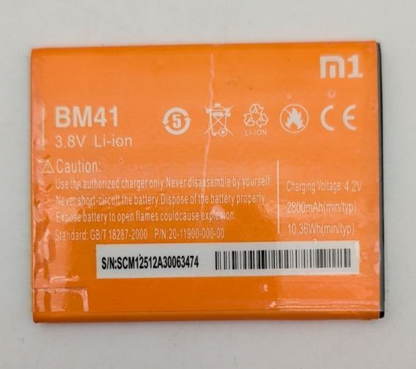 m1
BM41
3.8V Li-ion
5
LI-ION
CE
Caution:
Use the authorized charger only Never disassemble by yourself
Never short-circuit the battery Dispose of the battery properly
Expose battery to open flames couldcause explosion
Standard: GB/T 18287-2000 P/N 20-11900-000-00
Charging Voltage: 4.2V
2800mAh(min/typ)
10.36Wh(min/typ)
S/N:SCM12512A30063474